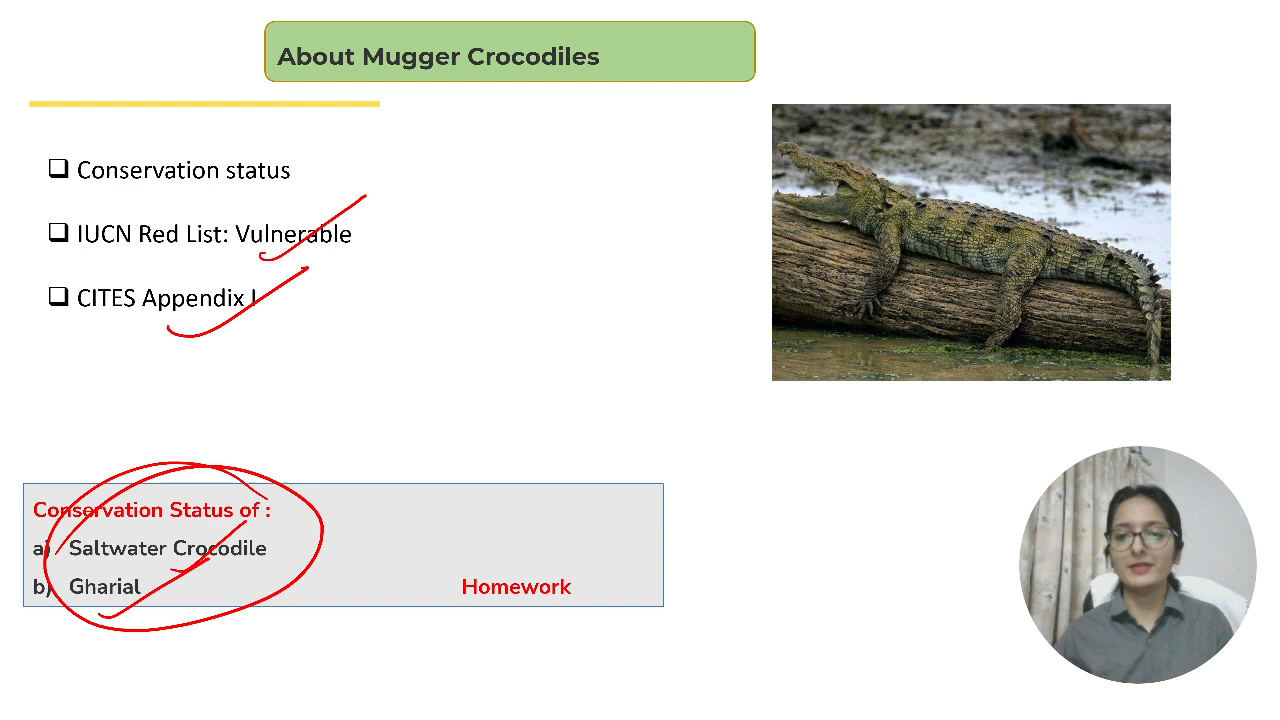 About Mugger Crocodiles
Conservation status
IUCN Red List: Vulnerable
CITES Appendix I
Conservation Status of :
a) Saltwater Crocodile
b) Gharial
Homework